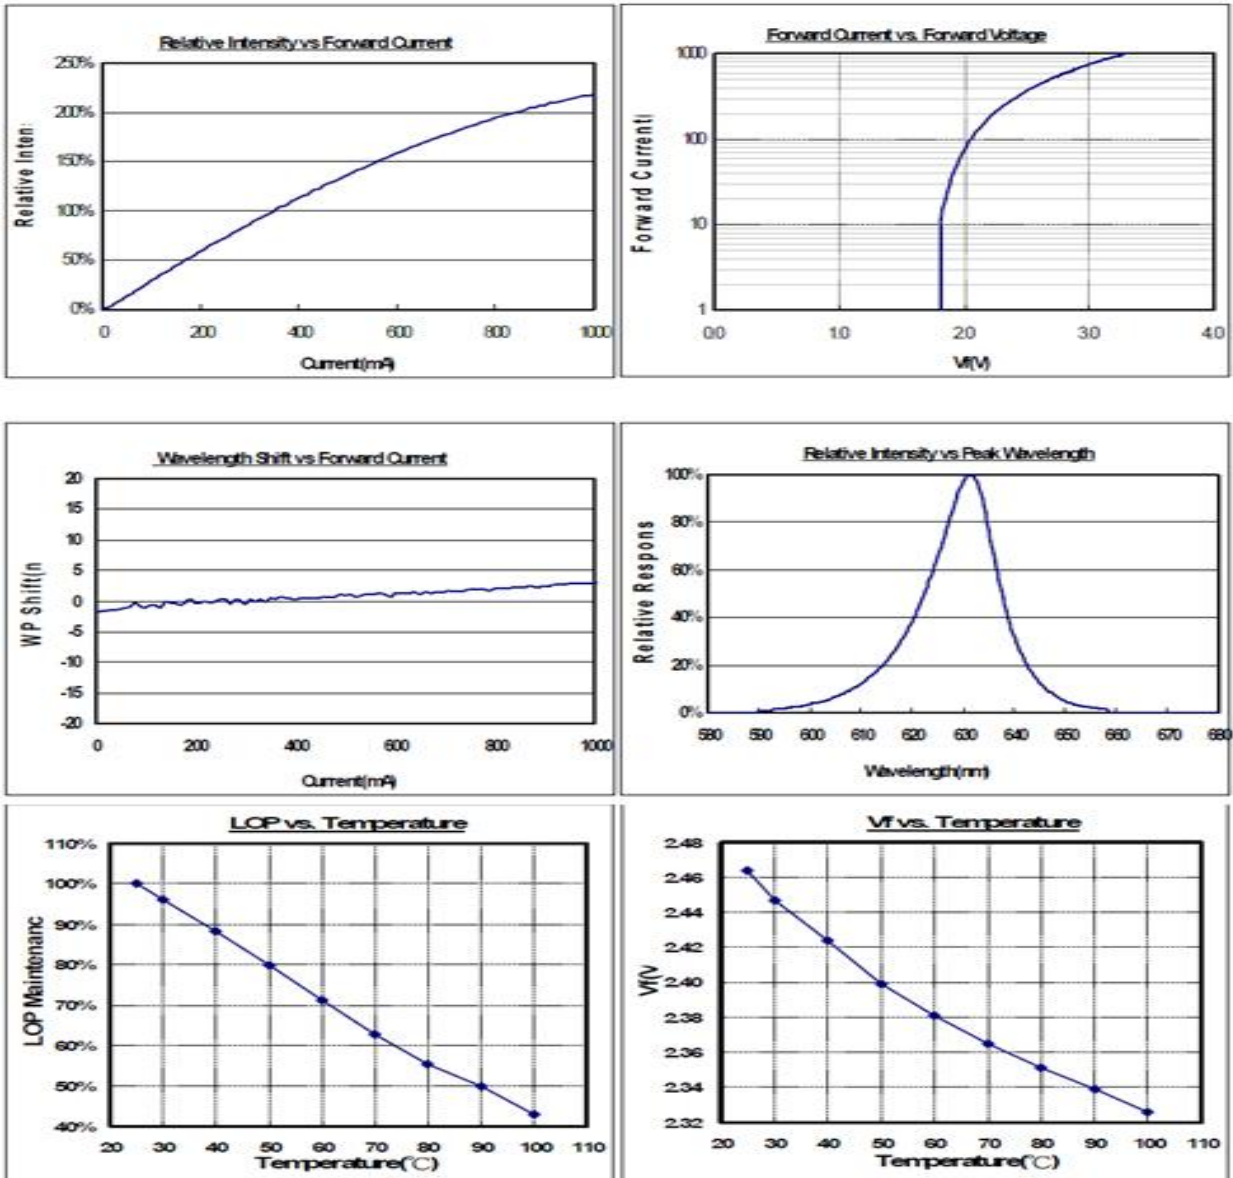 Relative Intensity vs Forward Current
250%
200%
150%
100%
50%
0%
Relative Inten:
0 200 400 600 800 1000
Current(mA)
Forward Current vs. Forward Voltage
1000
100
10
1
Forward Current(
0.0 1.0 2.0 3.0 4.0
Vf(V)
Wavelength Shift vs Forward Current
20
15
10
5
0
-5
-10
-15
-20
WP Shift(n
0 200 400 600 800 1000
Current(mA)
Relative Intensity vs Peak Wavelength
100%
80%
60%
40%
20%
0%
Relative Respons
580 590 600 610 620 630 640 650 660 670 680
Wavelength(nm)
LOP vs. Temperature
110%
100%
90%
80%
70%
60%
50%
40%
LOP Maintenanc
20 30 40 50 60 70 80 90 100 110
Temperature(℃)
Vf vs. Temperature
2.48
2.46
2.44
2.42
2.40
2.38
2.36
2.34
2.32
Vf(V
20 30 40 50 60 70 80 90 100 110
Temperature(℃)